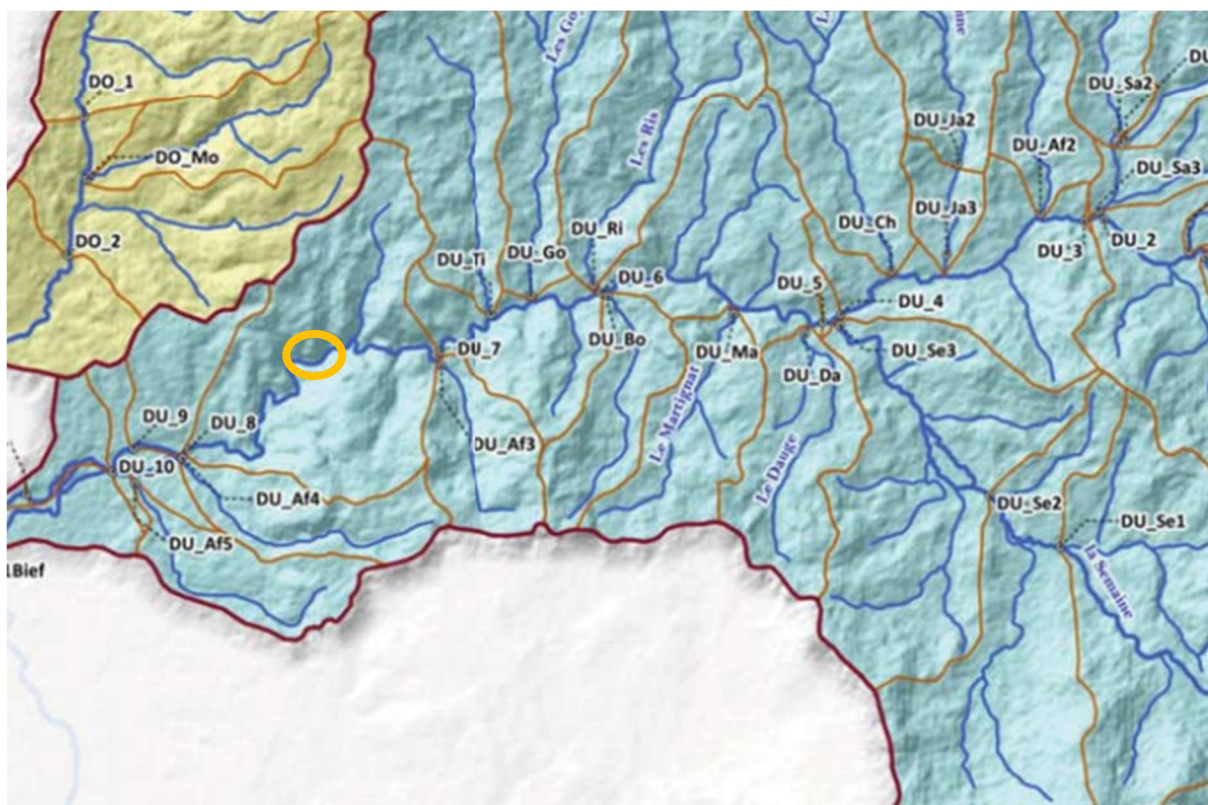 Les Go
nne
DU_Sa2
DO_1
DU_Ja2
DU_Af2
Les Ris
DO_Mo
DU_Sa3
DU_Ja3
DU_Ch
DU_Ri
DO_2
DU_Go
DU_3
DU_2
DU_Ti
DU_6
DU_5
DU_4
DU_Bo
DU_7
DU_Ma
DU_Se3
DU_Da
Le Martignat
DU_9
DU_8
DU_Af3
Le Dauge
DU_10
DU_Af4
DU_Se2
DU_Se1
DU_Af5
1Bief
la Semaine